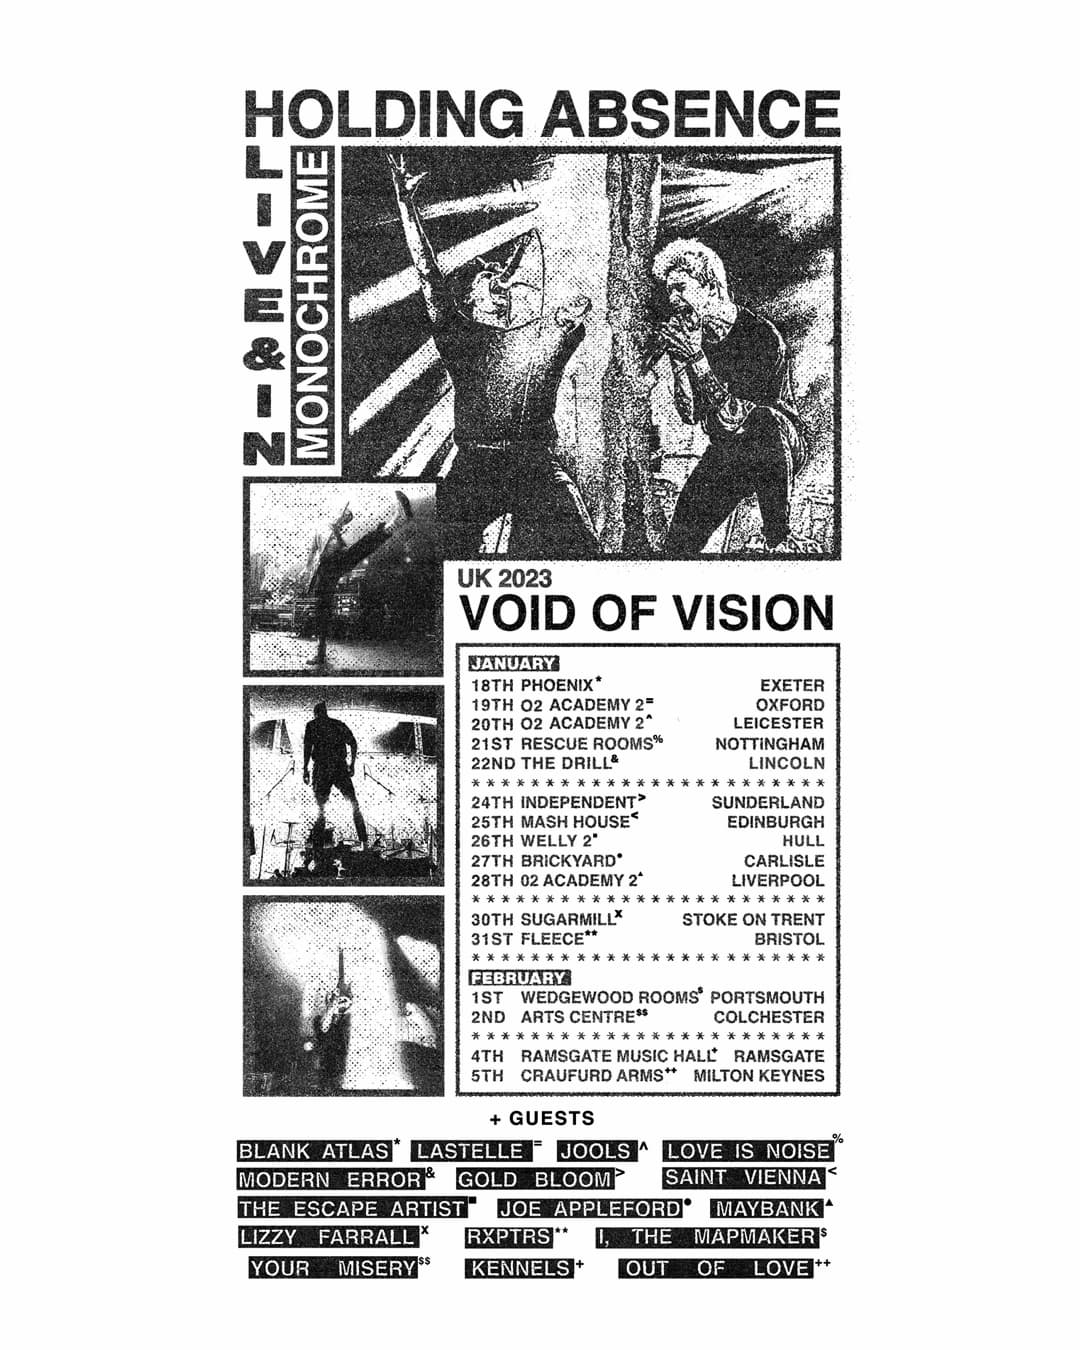 HOLDING ABSENCE
LIVE & IN
MONOCHROME
UK 2023
VOID OF VISION
JANUARY
18TH PHOENIX* EXETER
19TH O2 ACADEMY 2= OXFORD
20TH O2 ACADEMY 2^ LEICESTER
21ST RESCUE ROOMS% NOTTINGHAM
22ND THE DRILL& LINCOLN
* * * * * * * * * * * * * * * * * * * * * * * *
24TH INDEPENDENT> SUNDERLAND
25TH MASH HOUSE< EDINBURGH
26TH WELLY 2■ HULL
27TH BRICKYARD● CARLISLE
28TH 02 ACADEMY 2▲ LIVERPOOL
* * * * * * * * * * * * * * * * * * * * * * * *
30TH SUGARMILLX STOKE ON TRENT
31ST FLEECE** BRISTOL
* * * * * * * * * * * * * * * * * * * * * * * *
FEBRUARY
1ST WEDGEWOOD ROOMS$ PORTSMOUTH
2ND ARTS CENTRE$$ COLCHESTER
* * * * * * * * * * * * * * * * * * * * * * * *
4TH RAMSGATE MUSIC HALL+ RAMSGATE
5TH CRAUFURD ARMS++ MILTON KEYNES
+ GUESTS
BLANK ATLAS* LASTELLE= JOOLS^ LOVE IS NOISE%
MODERN ERROR& GOLD BLOOM> SAINT VIENNA<
THE ESCAPE ARTIST■ JOE APPLEFORD● MAYBANK▲
LIZZY FARRALLX RXPTRS** I, THE MAPMAKER$
YOUR MISERY$$ KENNELS+ OUT OF LOVE++